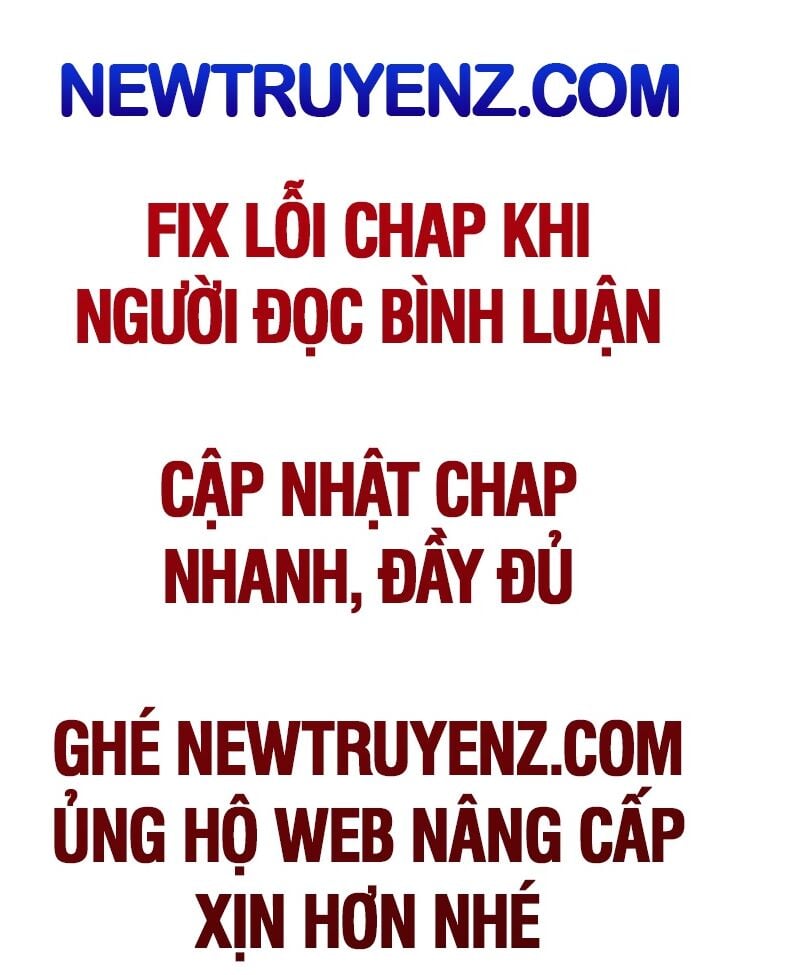 NEWTRUYENZ.COM
FIX LỖI CHAP KHI
NGƯỜI ĐỌC BÌNH LUẬN
CẬP NHẬT CHAP
NHANH, ĐẦY ĐỦ
GHÉ NEWTRUYENZ.COM
ỦNG HỘ WEB NÂNG CẤP
XỊN HƠN NHÉ